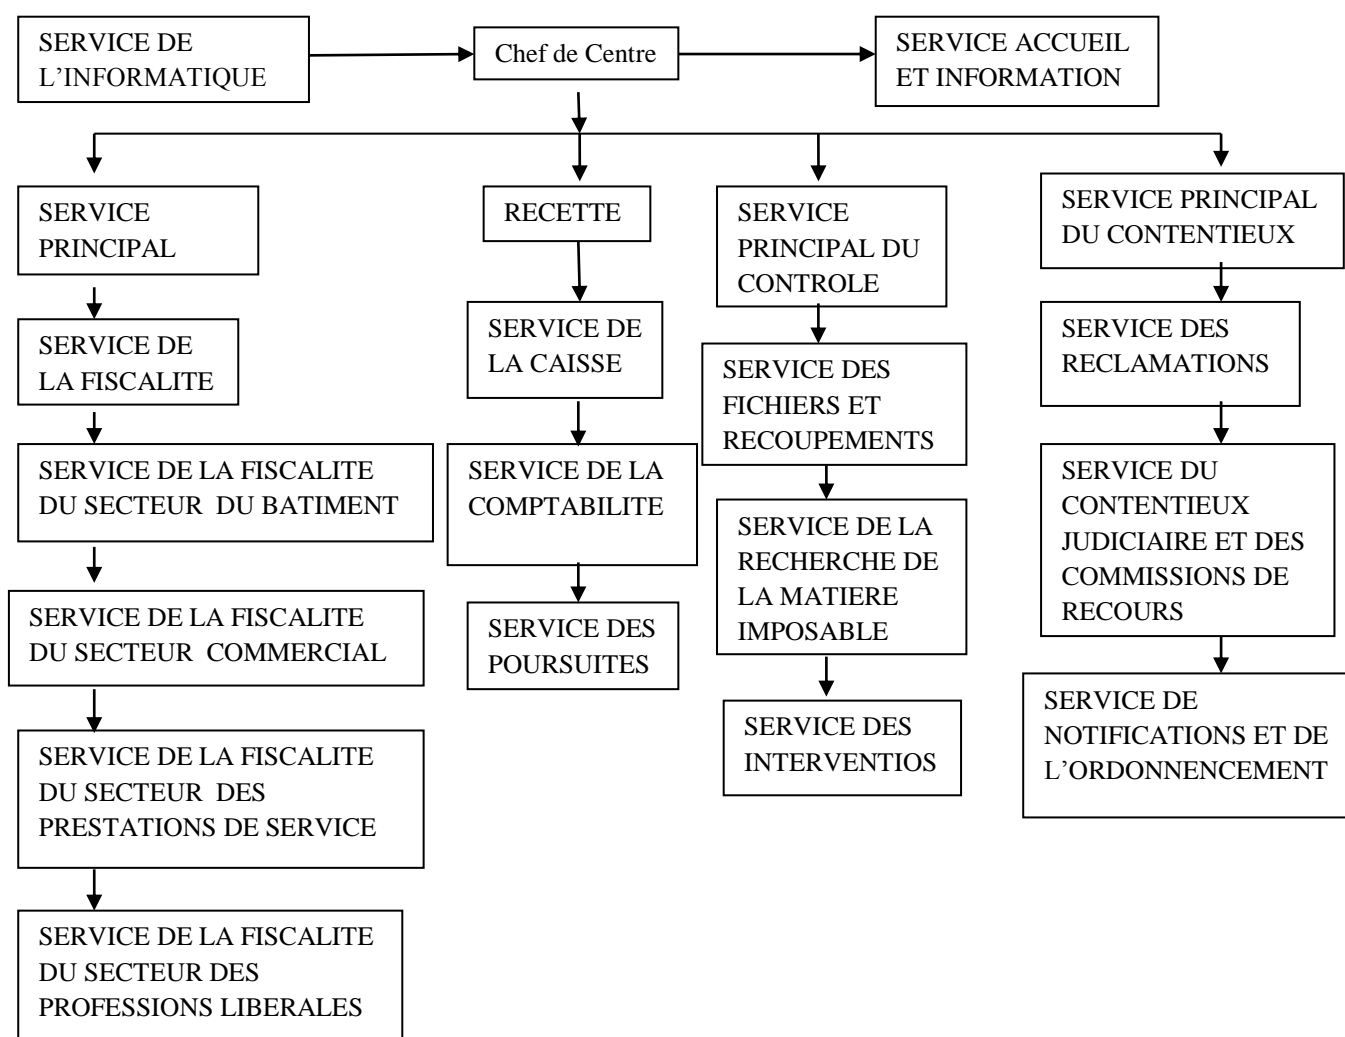 SERVICE DE
L’INFORMATIQUE
Chef de Centre
SERVICE ACCUEIL
ET INFORMATION
SERVICE
PRINCIPAL
SERVICE DE
LA FISCALITE
SERVICE DE LA FISCALITE
DU SECTEUR DU BATIMENT
SERVICE DE LA FISCALITE
DU SECTEUR COMMERCIAL
SERVICE DE LA FISCALITE
DU SECTEUR DES
PRESTATIONS DE SERVICE
SERVICE DE LA FISCALITE
DU SECTEUR DES
PROFESSIONS LIBERALES
RECETTE
SERVICE DE
LA CAISSE
SERVICE DE LA
COMPTABILITE
SERVICE DES
POURSUITES
SERVICE
PRINCIPAL DU
CONTROLE
SERVICE DES
FICHIERS ET
RECOUPEMENTS
SERVICE DE LA
RECHERCHE DE
LA MATIERE
IMPOSABLE
SERVICE DES
INTERVENTIOS
SERVICE PRINCIPAL
DU CONTENTIEUX
SERVICE DES
RECLAMATIONS
SERVICE DU
CONTENTIEUX
JUDICIAIRE ET DES
COMMISSIONS DE
RECOURS
SERVICE DE
NOTIFICATIONS ET DE
L’ORDONNENCEMENT